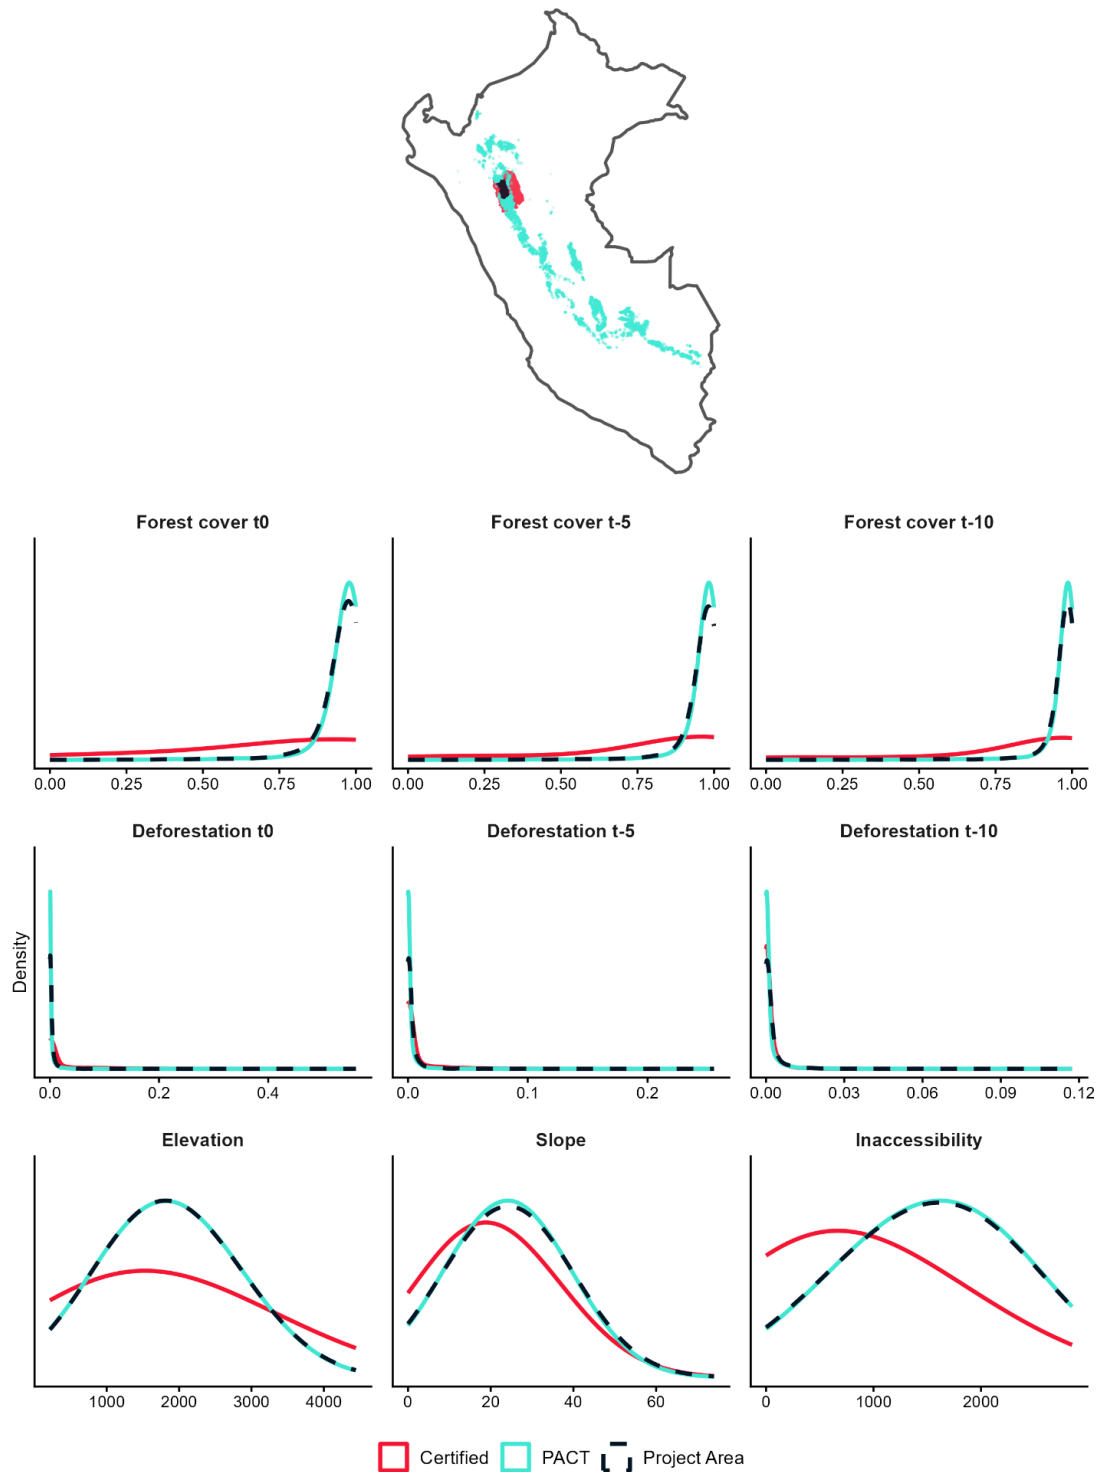 Forest cover t0
Forest cover t-5
Forest cover t-10
0.00 0.25 0.50 0.75 1.00
0.00 0.25 0.50 0.75 1.00
0.00 0.25 0.50 0.75 1.00
Deforestation t0
Deforestation t-5
Deforestation t-10
Density
0.0 0.2 0.4
0.0 0.1 0.2
0.00 0.03 0.06 0.09 0.12
Elevation
Slope
Inaccessibility
1000 2000 3000 4000
0 20 40 60
0 1000 2000
Certified PACT Project Area